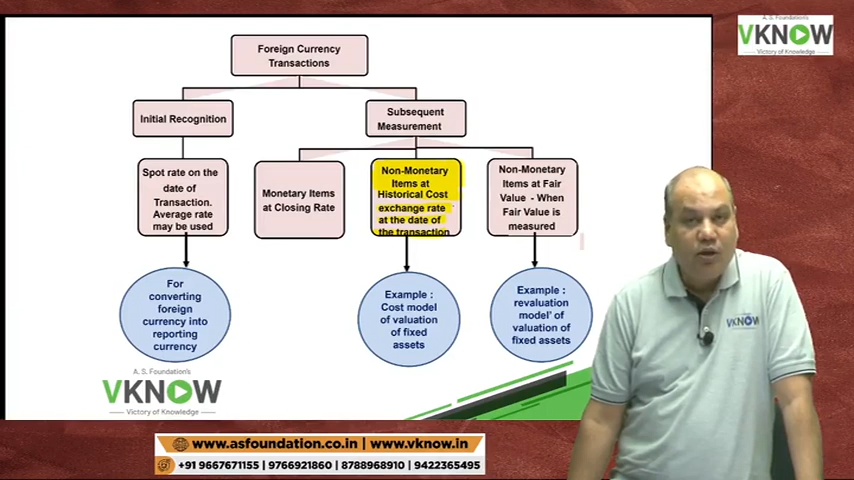 A. S. Foundation's
VKNOW
Victory of Knowledge
Foreign Currency
Transactions
Initial Recognition
Subsequent
Measurement
Spot rate on the
date of
Transaction.
Average rate
may be used
Monetary Items
at Closing Rate
Non-Monetary
Items at
Historical Cost
exchange rate
at the date of
the transaction
Non-Monetary
Items at Fair
Value - When
Fair Value is
measured
For
converting
foreign
currency into
reporting
currency
Example :
Cost model
of valuation
of fixed
assets
Example :
revaluation
model' of
valuation of
fixed assets
VKNOW
A. S. Foundation's
VKNOW
Victory of Knowledge
www.asfoundation.co.in | www.vknow.in
+91 9667671155 | 9766921860 | 8788968910 | 9422365495